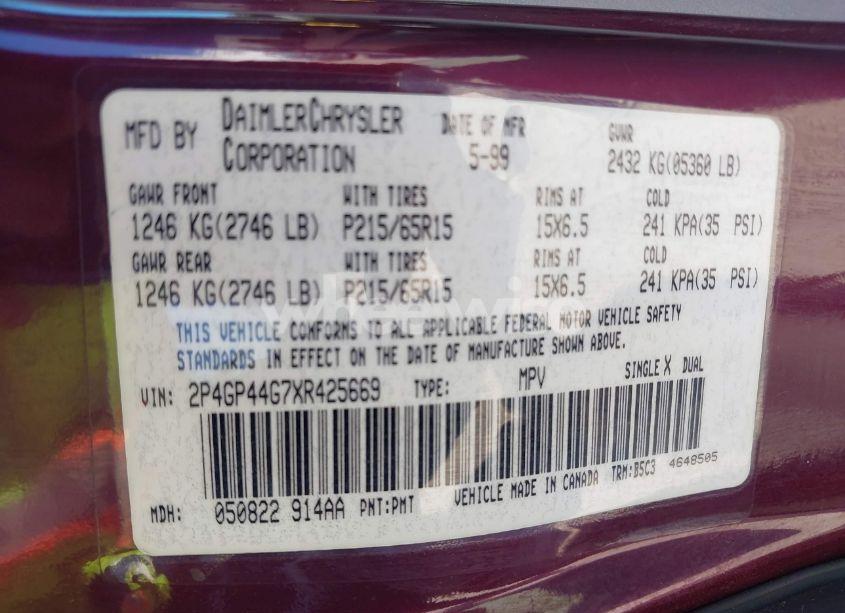 MFD BY DAIMLERCHRYSLER CORPORATION DATE OF MFR 5-99 GVWR 2432 KG(05360 LB)
GAWR FRONT WITH TIRES RIMS AT COLD
1246 KG(2746 LB) P215/65R15 15X6.5 241 KPA(35 PSI)
GAWR REAR WITH TIRES RIMS AT COLD
1246 KG(2746 LB) P215/65R15 15X6.5 241 KPA(35 PSI)
THIS VEHICLE CONFORMS TO ALL APPLICABLE FEDERAL MOTOR VEHICLE SAFETY
STANDARDS IN EFFECT ON THE DATE OF MANUFACTURE SHOWN ABOVE.
VIN: 2P4GP44G7XR425669 TYPE: MPV SINGLE X DUAL
MDH: 050822 914AA PNT:PMT VEHICLE MADE IN CANADA TRM:B5C3 4648505